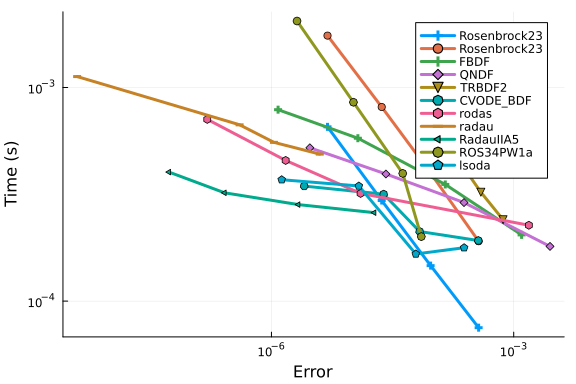 Rosenbrock23
Rosenbrock23
FBDF
QNDF
TRBDF2
CVODE_BDF
rodas
radau
RadauIIA5
ROS34PW1a
lsoda
10⁻³
10⁻⁴
Time (s)
10⁻⁶
10⁻³
Error